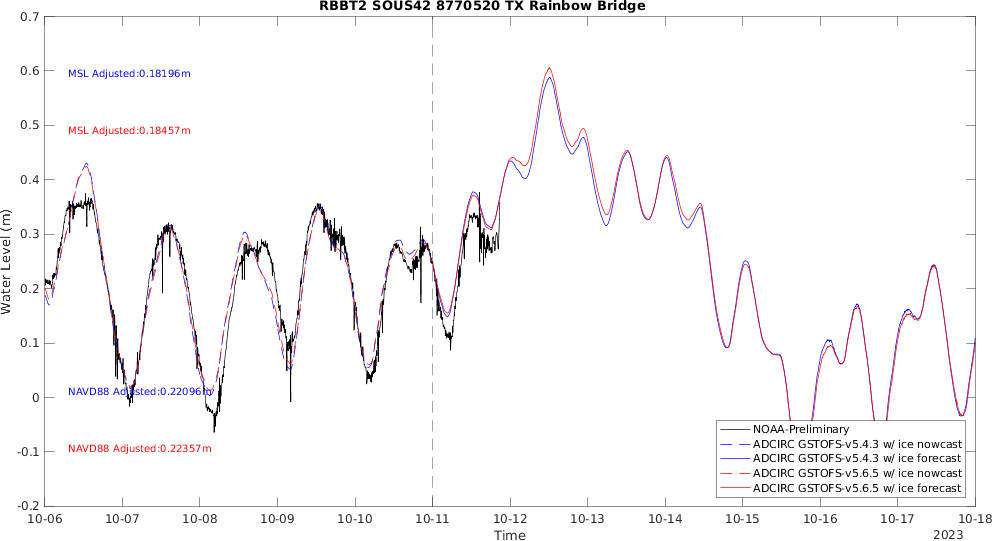 RBBT2 SOUS42 8770520 TX Rainbow Bridge
0.7
0.6
0.5
0.4
0.3
0.2
0.1
0
-0.1
-0.2
Water Level (m)
MSL Adjusted:0.18196m
MSL Adjusted:0.18457m
NAVD88 Adjusted:0.22096m
NAVD88 Adjusted:0.22357m
NOAA-Preliminary
ADCIRC GSTOFS-v5.4.3 w/ ice nowcast
ADCIRC GSTOFS-v5.4.3 w/ ice forecast
ADCIRC GSTOFS-v5.6.5 w/ ice nowcast
ADCIRC GSTOFS-v5.6.5 w/ ice forecast
10-06 10-07 10-08 10-09 10-10 10-11 10-12 10-13 10-14 10-15 10-16 10-17 10-18
Time
2023